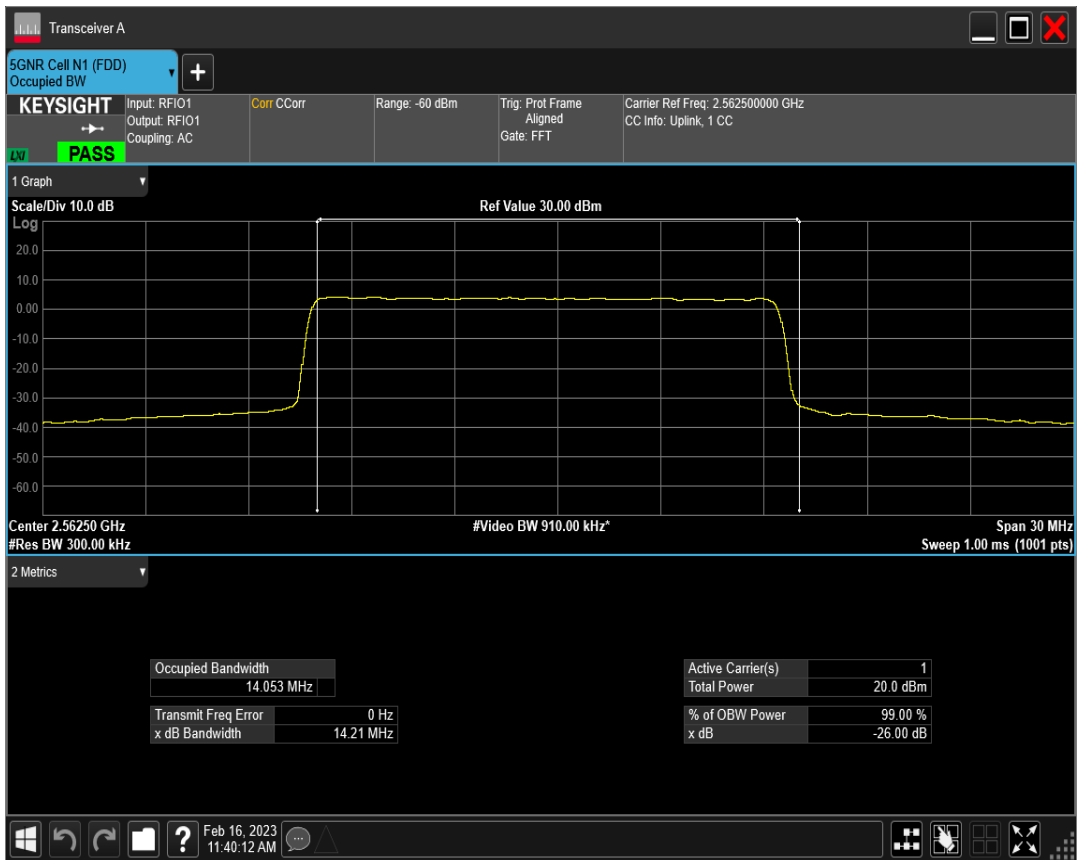 Transceiver A
5GNR Cell N1 (FDD)
Occupied BW
+
KEYSIGHT
LXI
PASS
Input: RFIO1
Output: RFIO1
Coupling: AC
Corr CCorr
Range: -60 dBm
Trig: Prot Frame
Aligned
Gate: FFT
Carrier Ref Freq: 2.562500000 GHz
CC Info: Uplink, 1 CC
1 Graph
Scale/Div 10.0 dB
Ref Value 30.00 dBm
Log
20.0
10.0
0.00
-10.0
-20.0
-30.0
-40.0
-50.0
-60.0
Center 2.56250 GHz
#Video BW 910.00 kHz*
Span 30 MHz
#Res BW 300.00 kHz
Sweep 1.00 ms (1001 pts)
2 Metrics
Occupied Bandwidth
14.053 MHz
Active Carrier(s) 1
Total Power 20.0 dBm
Transmit Freq Error 0 Hz
x dB Bandwidth 14.21 MHz
% of OBW Power 99.00 %
x dB -26.00 dB
?
Feb 16, 2023
11:40:12 AM